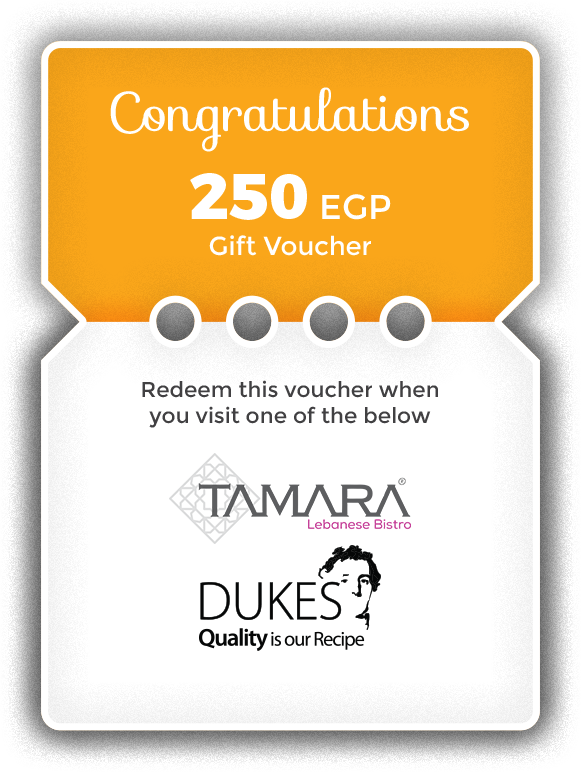 Congratulations
250 EGP
Gift Voucher
Redeem this voucher when
you visit one of the below
TAMARA®
Lebanese Bistro
DUKES
Quality is our Recipe